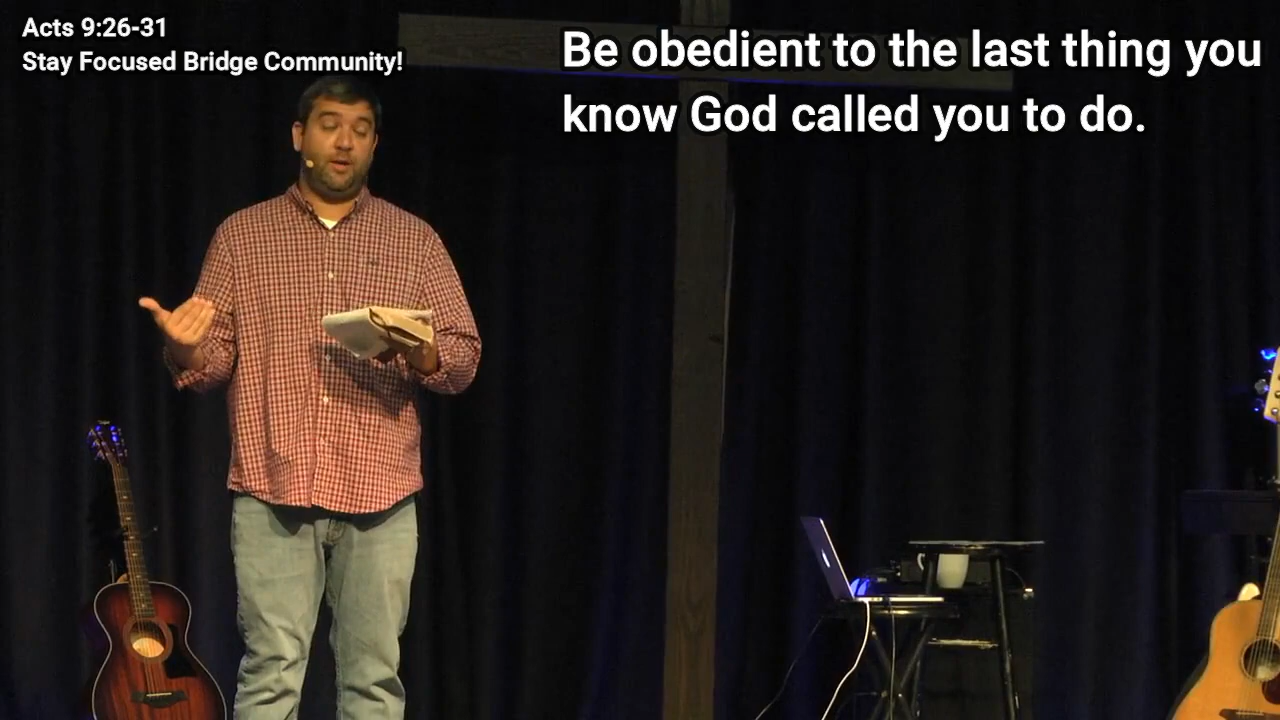 Acts 9:26-31
Stay Focused Bridge Community!
Be obedient to the last thing you
know God called you to do.